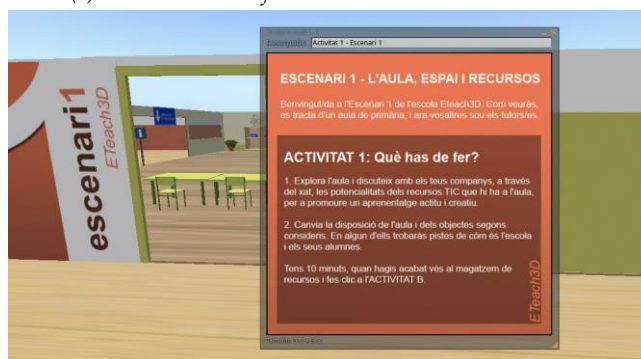 escenari1
ETeach3D
Activitat 1 - Escenari 1
ESCENARI 1 - L'AULA, ESPAI I RECURSOS
Benvingut/da a l'Escenari 1 de l'escola Eteach3D. Com veuràs,
es tracta d'un aula de primària, i ara vosaltres sou els tutors/es.
ACTIVITAT 1: Què has de fer?
1. Explora l'aula i discuteix amb els teus companys, a través
del xat, les potencialitats dels recursos TIC que hi ha a l'aula,
per a promoure un aprenentatge actitu i creatiu.
2. Canvia la disposició de l'aula i dels objectes segons
consideris. En algun d'ells trobaràs pistes de cóm és l'escola
i els seus alumnes.
Tens 10 minuts, quan hagis acabat vés al magatzem de
recursos i fes clic a l'ACTIVITAT B.
ETeach3D